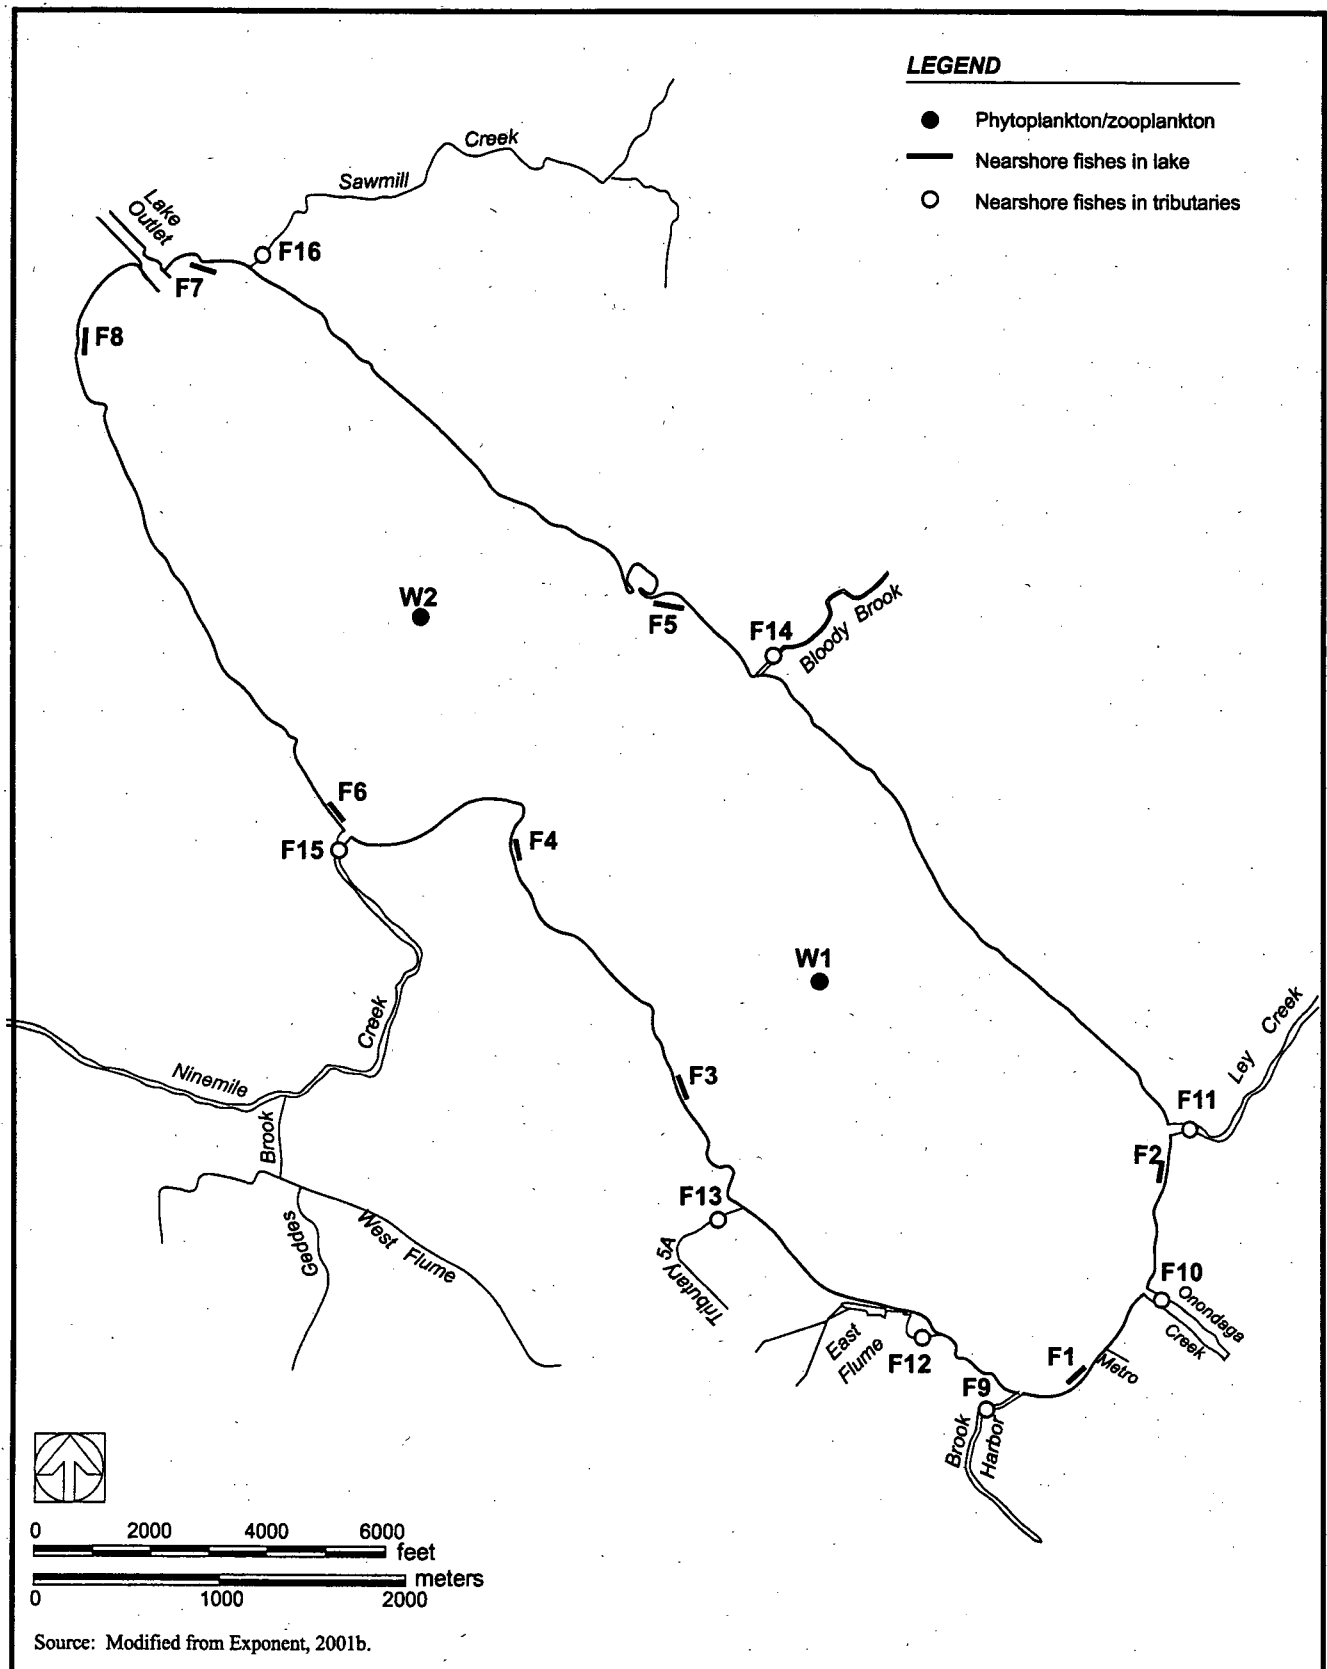 LEGEND
Phytoplankton/zooplankton
Nearshore fishes in lake
Nearshore fishes in tributaries
Creek
Sawmill
Lake
Outlet
F16
F7
F8
W2
F5
F14
Bloody Brook
F6
F15
F4
W1
Creek
Ninemile
Brook
Geddes
West Flume
F3
Ley Creek
F11
F2
F13
Tributary 5A
F10
Onondaga
Creek
East
Flume
F12
F1
Metro
F9
Brook
Harbor
0 2000 4000 6000
feet
meters
0 1000 2000
Source: Modified from Exponent, 2001b.